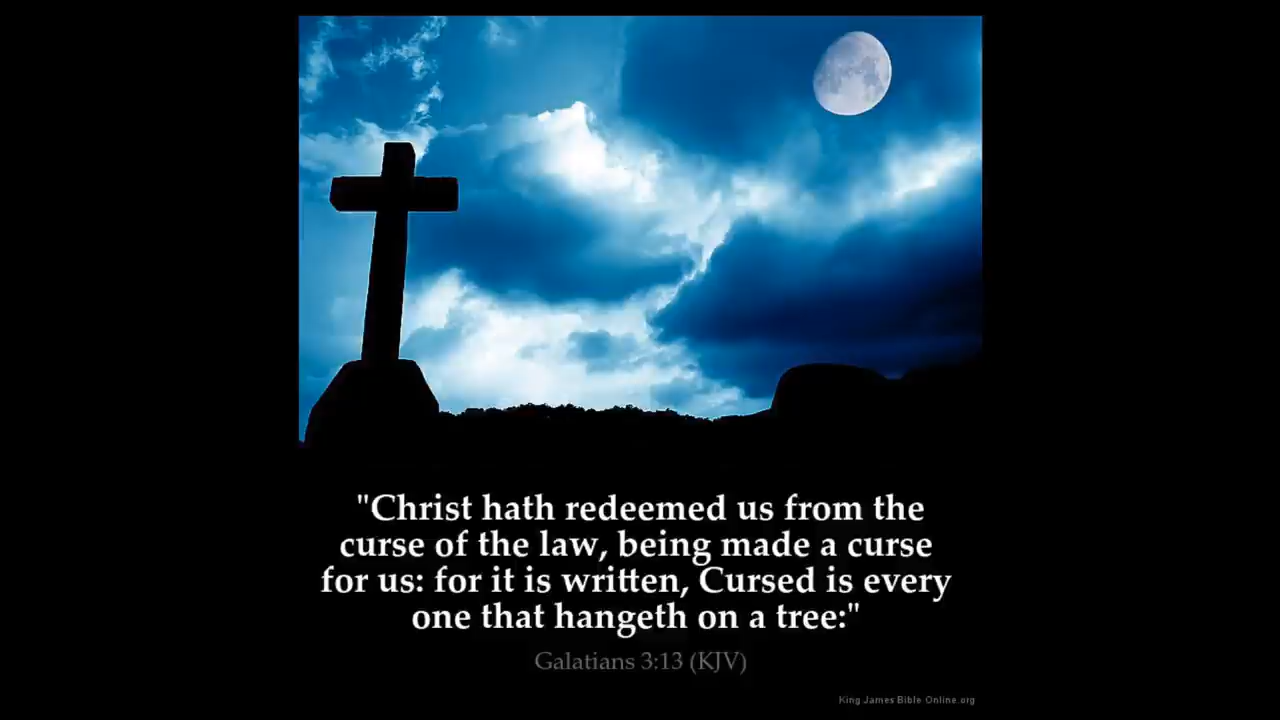 "Christ hath redeemed us from the
curse of the law, being made a curse
for us: for it is written, Cursed is every
one that hangeth on a tree:"
Galatians 3:13 (KJV)
King James Bible Online.org